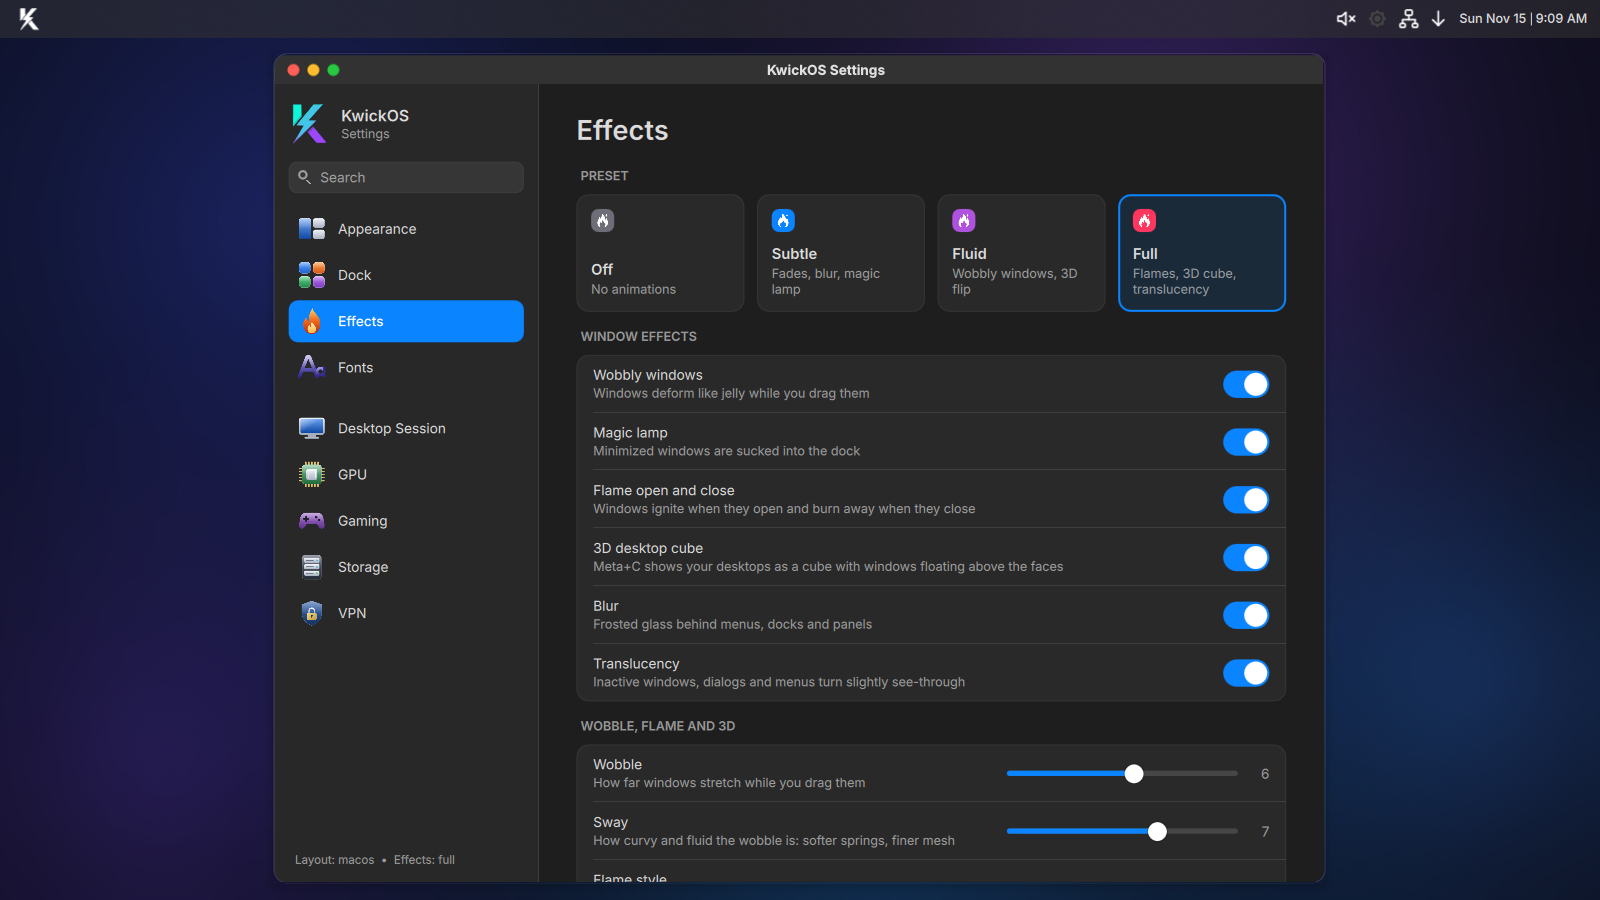 Sun Nov 15 | 9:09 AM
KwickOS Settings
KwickOS
Settings
Search
Appearance
Dock
Effects
Fonts
Desktop Session
GPU
Gaming
Storage
VPN
Layout: macos • Effects: full
Effects
PRESET
Off
No animations
Subtle
Fades, blur, magic
lamp
Fluid
Wobbly windows, 3D
flip
Full
Flames, 3D cube,
translucency
WINDOW EFFECTS
Wobbly windows
Windows deform like jelly while you drag them
Magic lamp
Minimized windows are sucked into the dock
Flame open and close
Windows ignite when they open and burn away when they close
3D desktop cube
Meta+C shows your desktops as a cube with windows floating above the faces
Blur
Frosted glass behind menus, docks and panels
Translucency
Inactive windows, dialogs and menus turn slightly see-through
WOBBLE, FLAME AND 3D
Wobble
How far windows stretch while you drag them
6
Sway
How curvy and fluid the wobble is: softer springs, finer mesh
7
Flame style